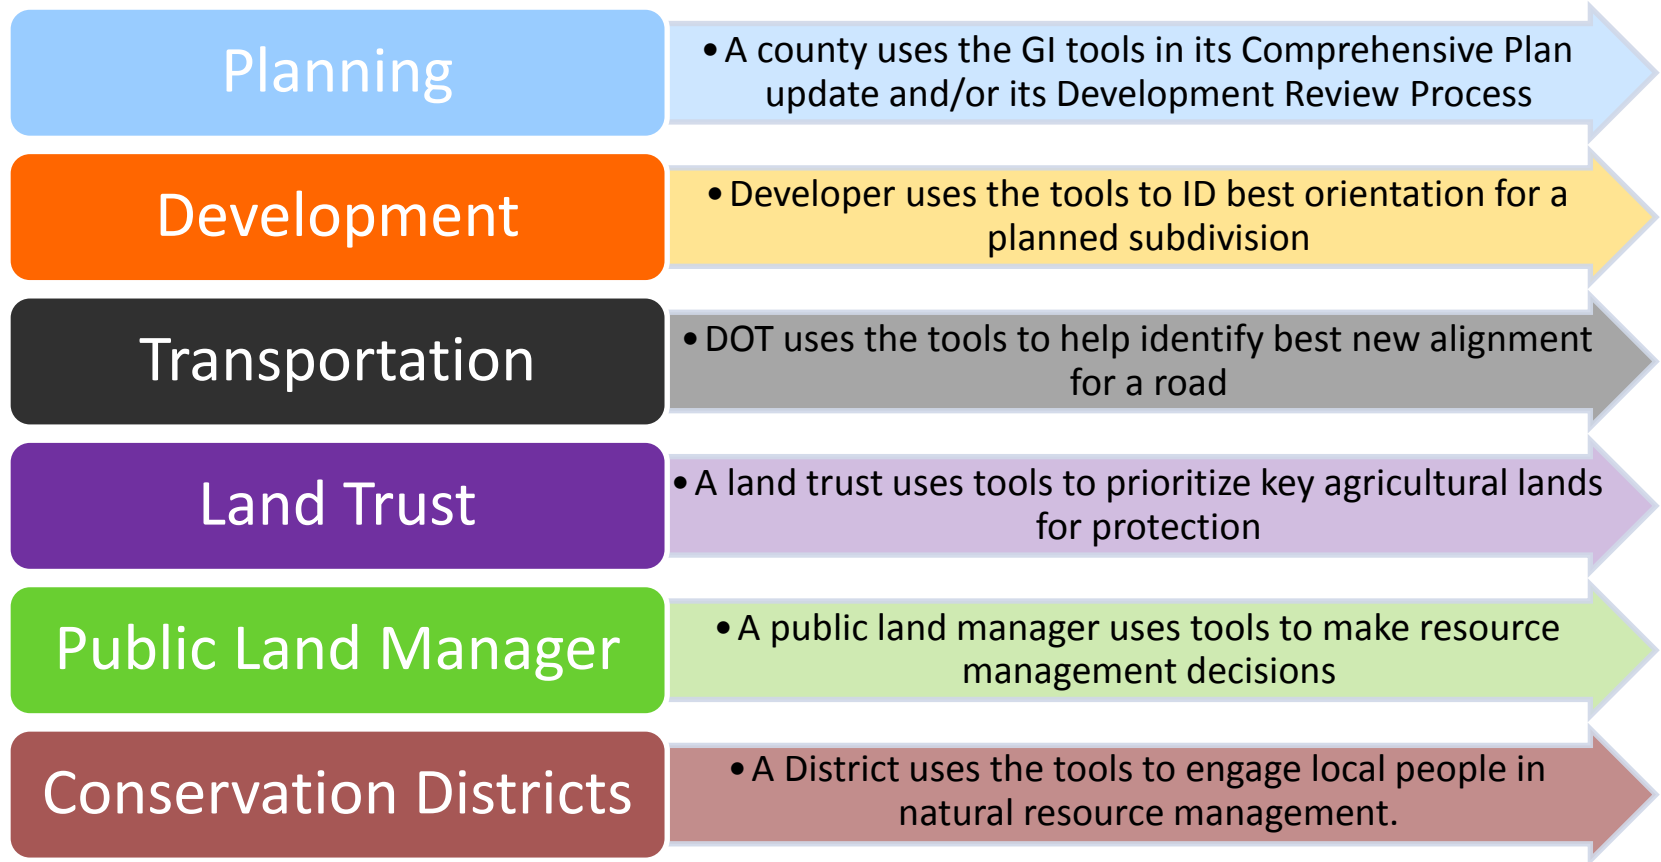 Planning
• A county uses the GI tools in its Comprehensive Plan
update and/or its Development Review Process
Development
• Developer uses the tools to ID best orientation for a
planned subdivision
Transportation
• DOT uses the tools to help identify best new alignment
for a road
Land Trust
• A land trust uses tools to prioritize key agricultural lands
for protection
Public Land Manager
• A public land manager uses tools to make resource
management decisions
Conservation Districts
• A District uses the tools to engage local people in
natural resource management.